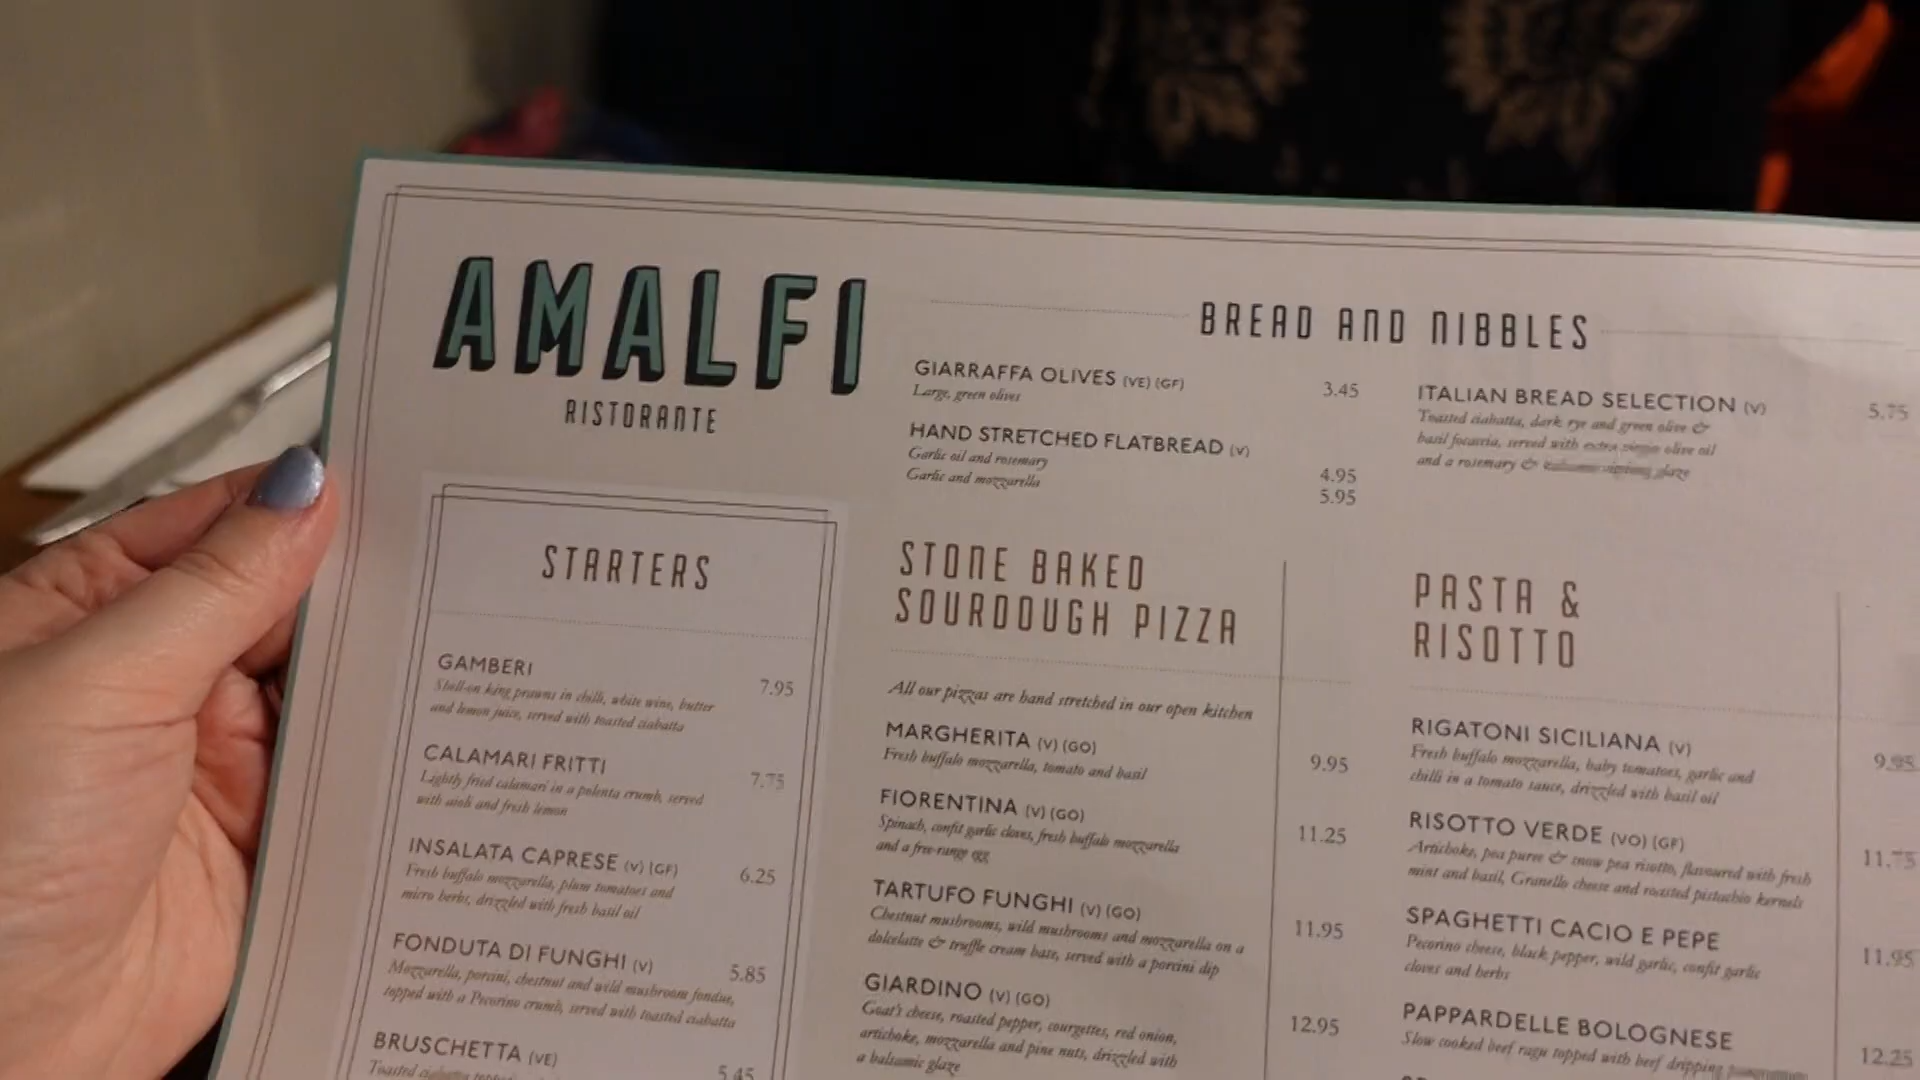 AMALFI
RISTORANTE
BREAD AND NIBBLES
GIARRAFFA OLIVES (VE) (GF) 3.45
Large, green olives
HAND STRETCHED FLATBREAD (V)
Garlic oil and rosemary 4.95
Garlic and mozzarella 5.95
ITALIAN BREAD SELECTION (V) 5.75
Toasted ciabatta, dark rye and green olive &
basil focaccia, served with extra virgin olive oil
and a rosemary & glaze
STARTERS
GAMBERI 7.95
Shell-on king prawns in chilli, white wine, butter
and lemon juice, served with toasted ciabatta
CALAMARI FRITTI 7.75
Lightly fried calamari in a polenta crumb, served
with aioli and fresh lemon
INSALATA CAPRESE (V) (GF) 6.25
Fresh buffalo mozzarella, plum tomatoes and
micro herbs, drizzled with fresh basil oil
FONDUTA DI FUNGHI (V) 5.85
Mozzarella, porcini, chestnut and wild mushroom fondue,
topped with a Pecorino crumb, served with toasted ciabatta
BRUSCHETTA (VE) 5.45
Toasted ciabatta
STONE BAKED
SOURDOUGH PIZZA
All our pizzas are hand stretched in our open kitchen
MARGHERITA (V) (GO) 9.95
Fresh buffalo mozzarella, tomato and basil
FIORENTINA (V) (GO) 11.25
Spinach, confit garlic cloves, fresh buffalo mozzarella
and a free-range egg
TARTUFO FUNGHI (V) (GO) 11.95
Chestnut mushrooms, wild mushrooms and mozzarella on a
dolcelatte & truffle cream base, served with a porcini dip
GIARDINO (V) (GO) 12.95
Goat's cheese, roasted pepper, courgettes, red onion,
artichoke, mozzarella and pine nuts, drizzled with
a balsamic glaze
PASTA &
RISOTTO
RIGATONI SICILIANA (V) 9.95
Fresh buffalo mozzarella, baby tomatoes, garlic and
chilli in a tomato sauce, drizzled with basil oil
RISOTTO VERDE (VO) (GF) 11.75
Artichoke, pea puree & snow pea risotto, flavoured with fresh
mint and basil, Granello cheese and roasted pistachio kernels
SPAGHETTI CACIO E PEPE 11.95
Pecorino cheese, black pepper, wild garlic, confit garlic
cloves and herbs
PAPPARDELLE BOLOGNESE 12.25
Slow cooked beef ragu topped with beef dripping